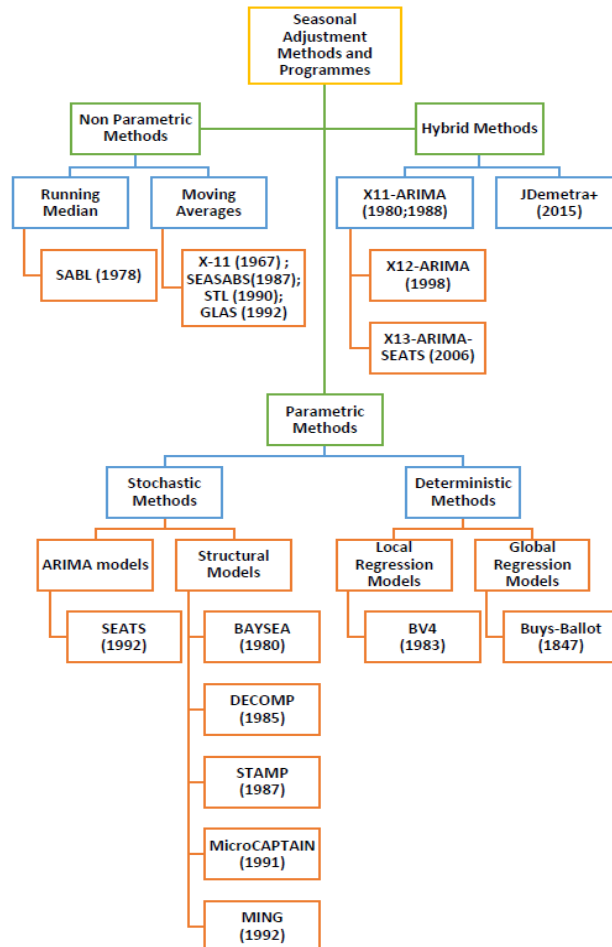 Seasonal
Adjustment
Methods and
Programmes
Non Parametric
Methods
Hybrid Methods
Running
Median
Moving
Averages
X11-ARIMA
(1980;1988)
JDemetra+
(2015)
SABL (1978)
X-11 (1967) ;
SEASABS(1987);
STL (1990);
GLAS (1992)
X12-ARIMA
(1998)
X13-ARIMA-
SEATS (2006)
Parametric
Methods
Stochastic
Methods
Deterministic
Methods
ARIMA models
Structural
Models
Local
Regression
Models
Global
Regression
Models
SEATS
(1992)
BAYSEA
(1980)
BV4
(1983)
Buys-Ballot
(1847)
DECOMP
(1985)
STAMP
(1987)
MicroCAPTAIN
(1991)
MING
(1992)